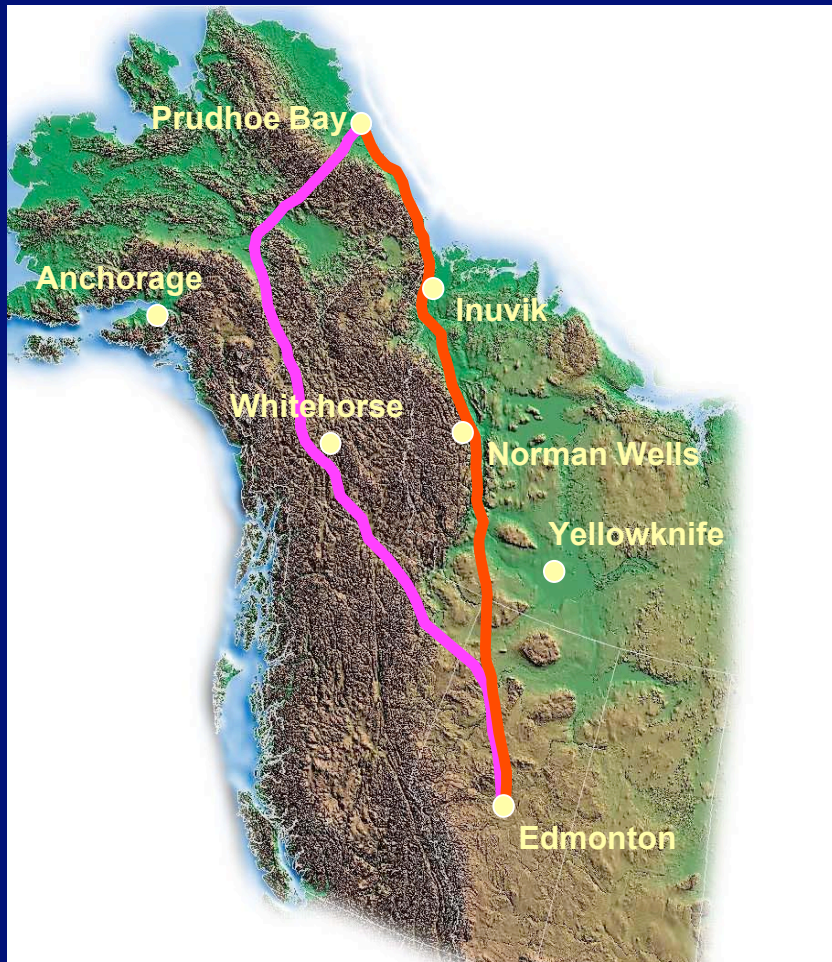 Prudhoe Bay
Anchorage
Inuvik
Whitehorse
Norman Wells
Yellowknife
Edmonton